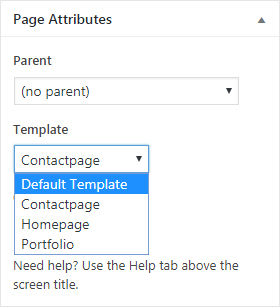 Page Attributes
Parent
(no parent)
Template
Contactpage
Default Template
Contactpage
Homepage
Portfolio
Need help? Use the Help tab above the
screen title.